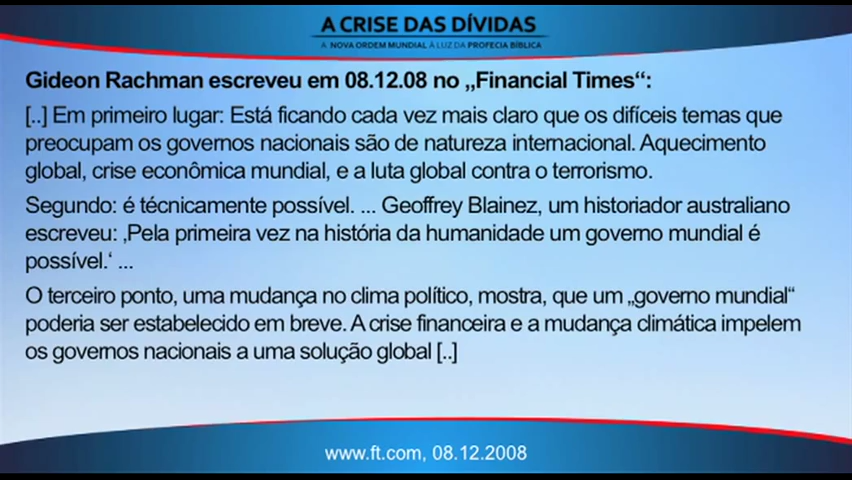 A CRISE DAS DÍVIDAS
A NOVA ORDEM MUNDIAL À LUZ DA PROFECIA BÍBLICA
Gideon Rachman escreveu em 08.12.08 no „Financial Times“:
[..] Em primeiro lugar: Está ficando cada vez mais claro que os difíceis temas que
preocupam os governos nacionais são de natureza internacional. Aquecimento
global, crise econômica mundial, e a luta global contra o terrorismo.
Segundo: é técnicamente possível. ... Geoffrey Blainez, um historiador australiano
escreveu: ‚Pela primeira vez na história da humanidade um governo mundial é
possível.‘ ...
O terceiro ponto, uma mudança no clima político, mostra, que um „governo mundial“
poderia ser estabelecido em breve. A crise financeira e a mudança climática impelem
os governos nacionais a uma solução global [..]
www.ft.com, 08.12.2008